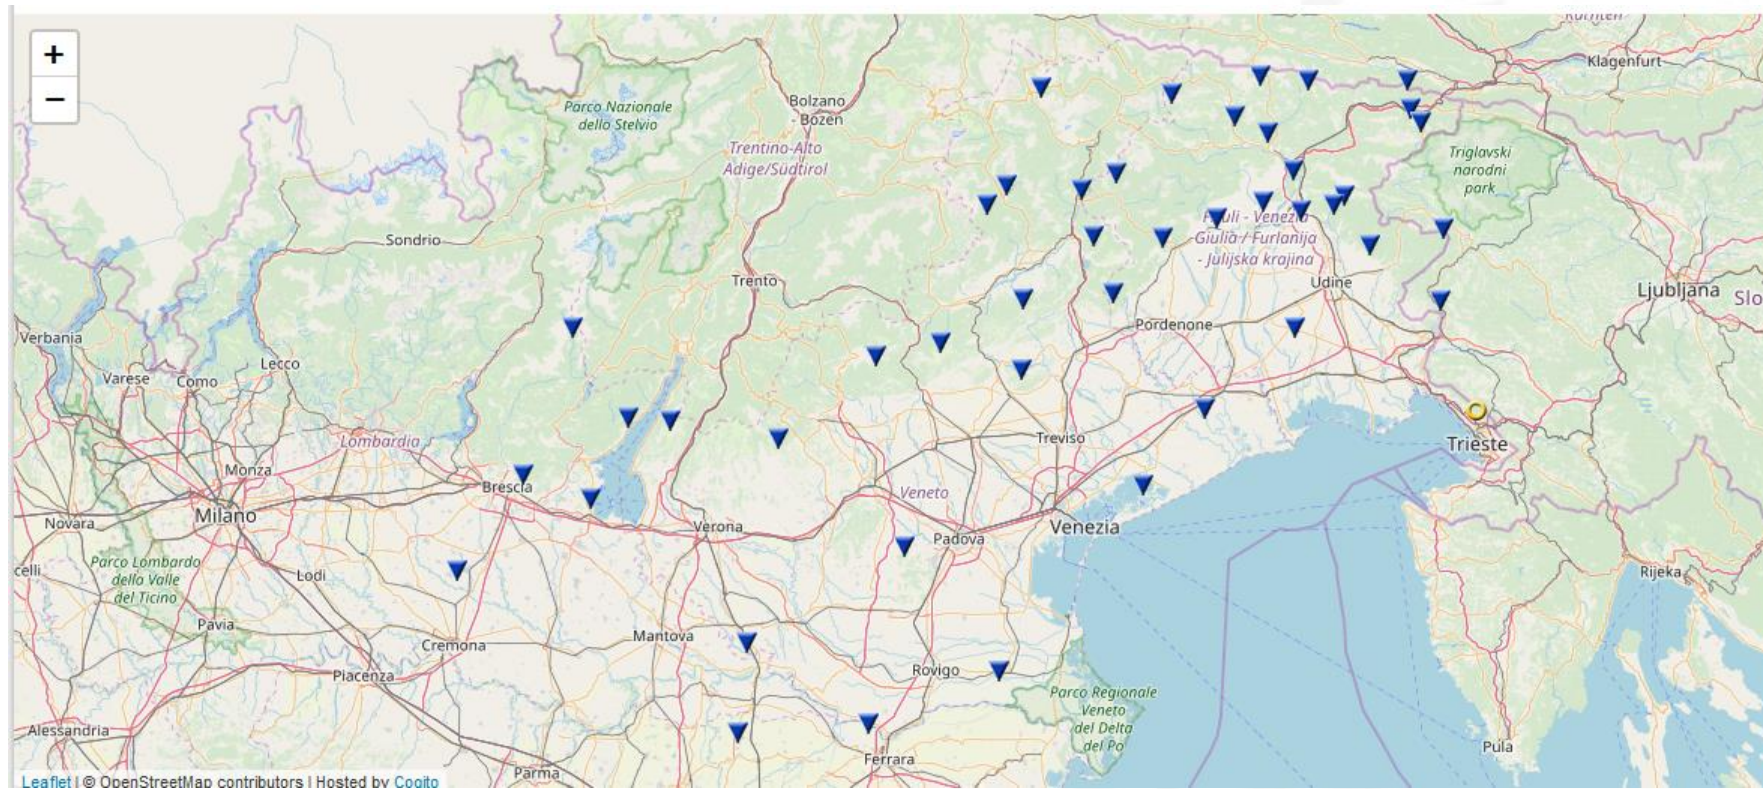 +
−
Kärnten
Klagenfurt
Bolzano
- Bozen
Parco Nazionale
dello Stelvio
Trentino-Alto
Adige/Südtirol
Triglavski
narodni
park
Sondrio
Giulia / Furlanija
- Julijska krajina
Trento
Udine
Ljubljana
Slo
Verbania
Pordenone
Lecco
Varese
Como
Lombardia
Treviso
Trieste
Monza
Brescia
Veneto
Novara
Milano
Verona
Venezia
Padova
Parco Lombardo
della Valle
del Ticino
celli
Lodi
Rijeka
Pavia
Mantova
Cremona
Rovigo
Piacenza
Parco Regionale
Veneto
del Delta
del Po
Alessandria
Pula
Ferrara
Parma
Leaflet | © OpenStreetMap contributors | Hosted by Cogito